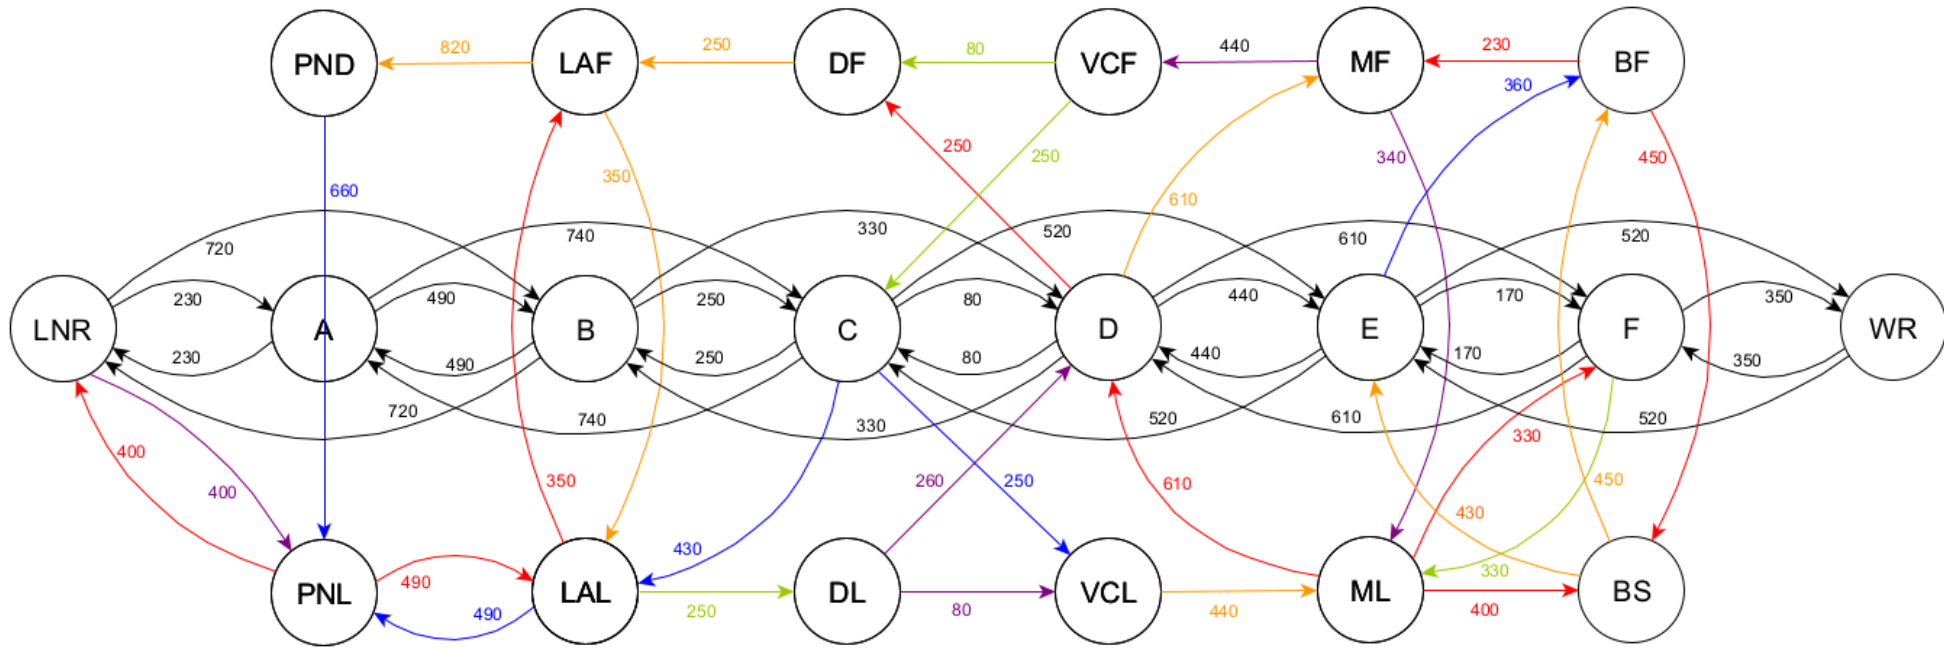 820 250 80 440 230
PND LAF DF VCF MF BF
360
250 250 340 450
350
660 610
720 740 330 520 610 520
230 490 250 80 440 170 350
LNR A B C D E F WR
230 490 250 80 440 170 350
720 740 330 520 610 520
400 330
400 350 260 250 610 450
430
430 330
490
PNL LAL DL VCL ML BS
490 250 80 440 400